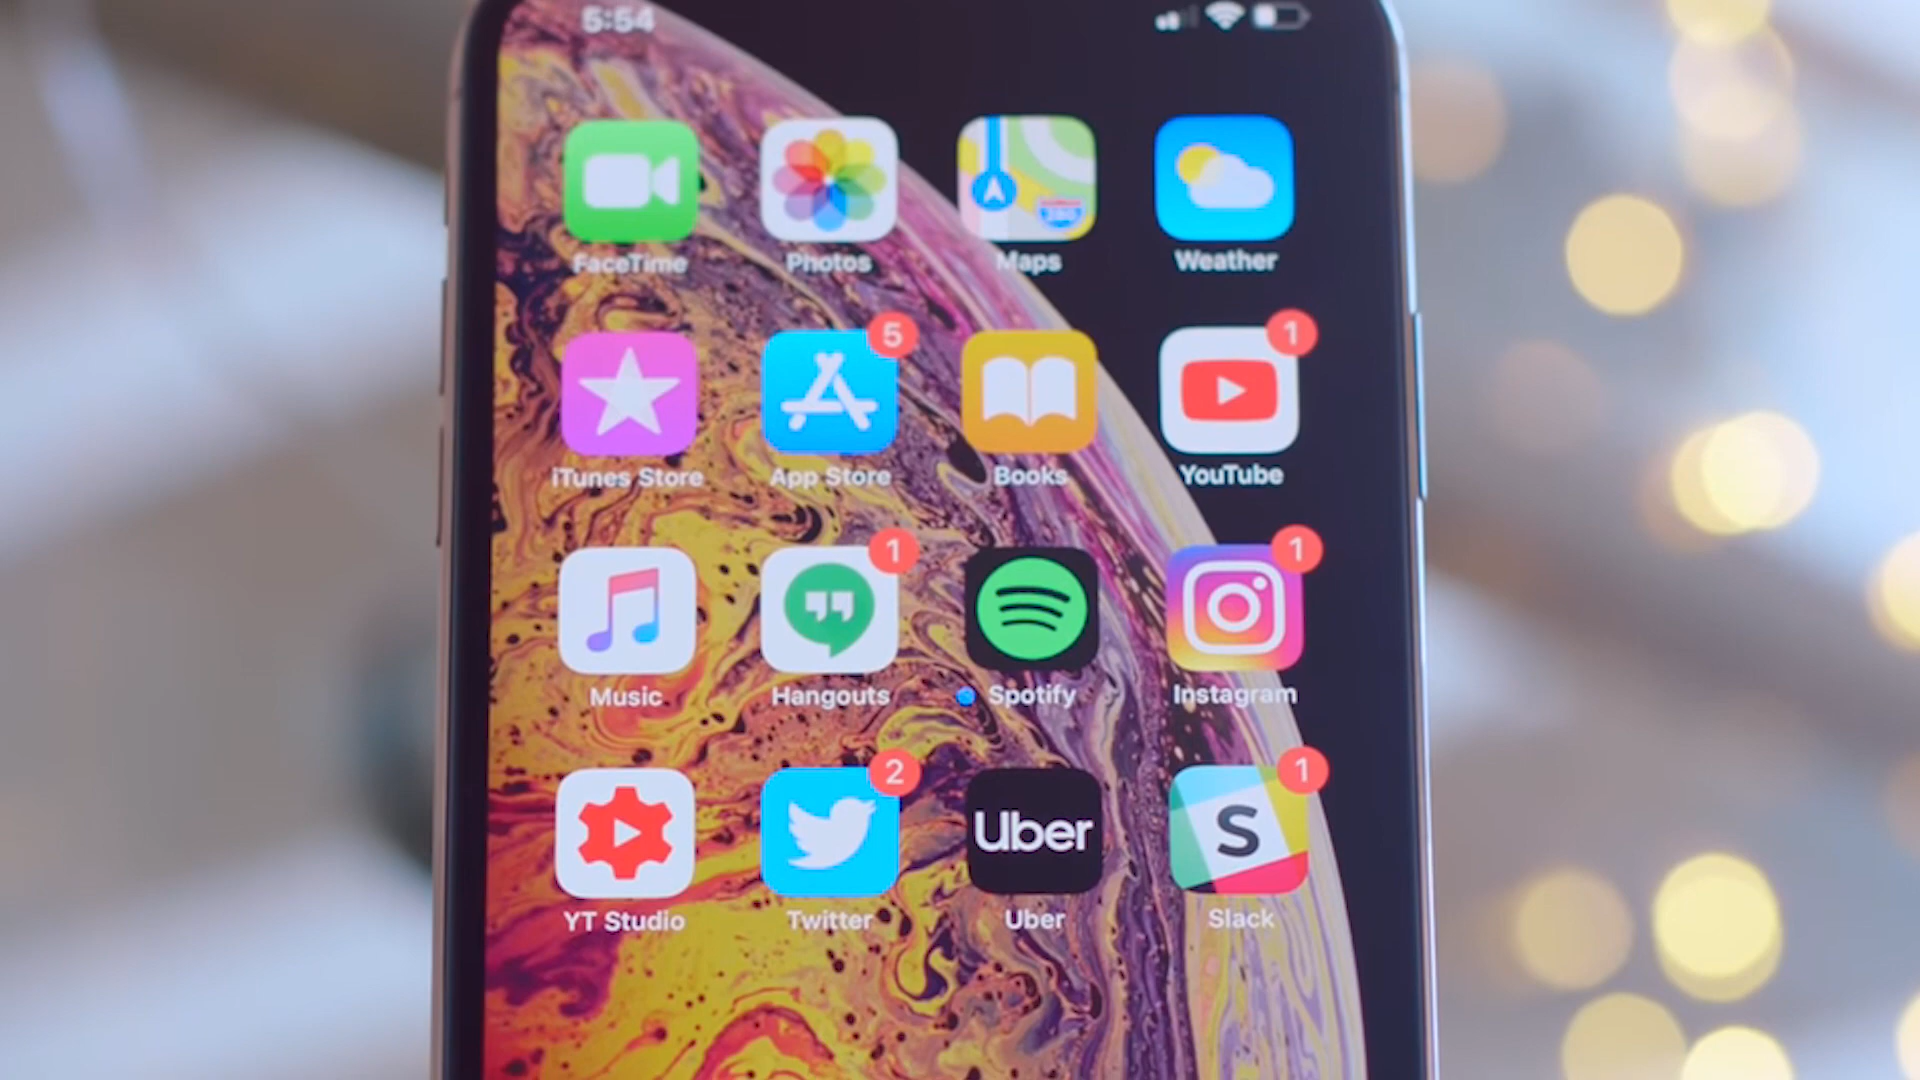 5:54
FaceTime Photos Maps Weather
5 1
iTunes Store App Store Books YouTube
1 1
Music Hangouts Spotify Instagram
2 1
Uber S
YT Studio Twitter Uber Slack